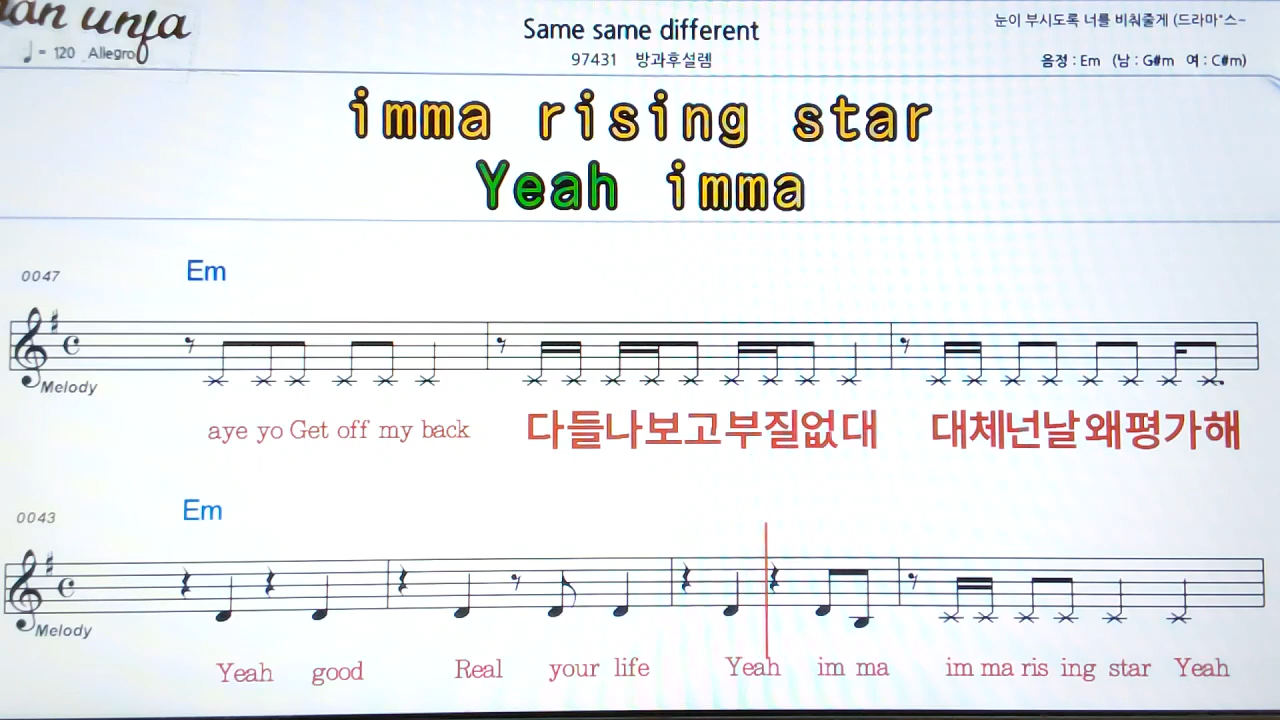 Same same different
눈이 부시도록 너를 비춰줄게 (드라마"스-
♩ = 120 Allegro
97431 방과후설렘
음정 : Em (남 : G#m 여 : C#m)
imma rising star
Yeah imma
0047 Em
Melody
aye yo Get off my back 다들나보고부질없대 대체넌날왜평가해
0043 Em
Melody
Yeah good Real your life Yeah im ma im ma ris ing star Yeah